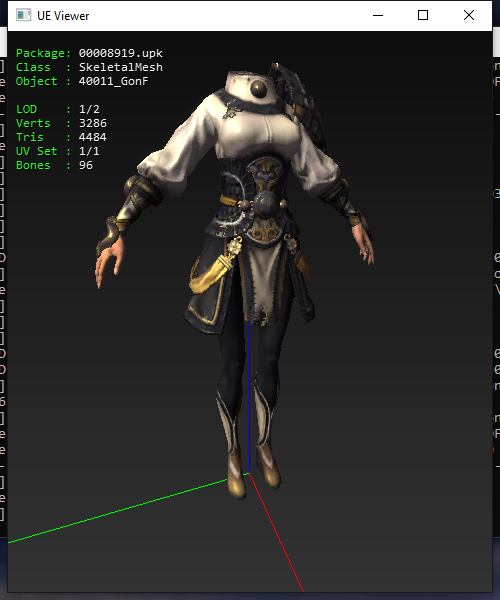 UE Viewer
Package: 00008919.upk
Class : SkeletalMesh
Object : 40011_GonF
LOD : 1/2
Verts : 3286
Tris : 4484
UV Set : 1/1
Bones : 96